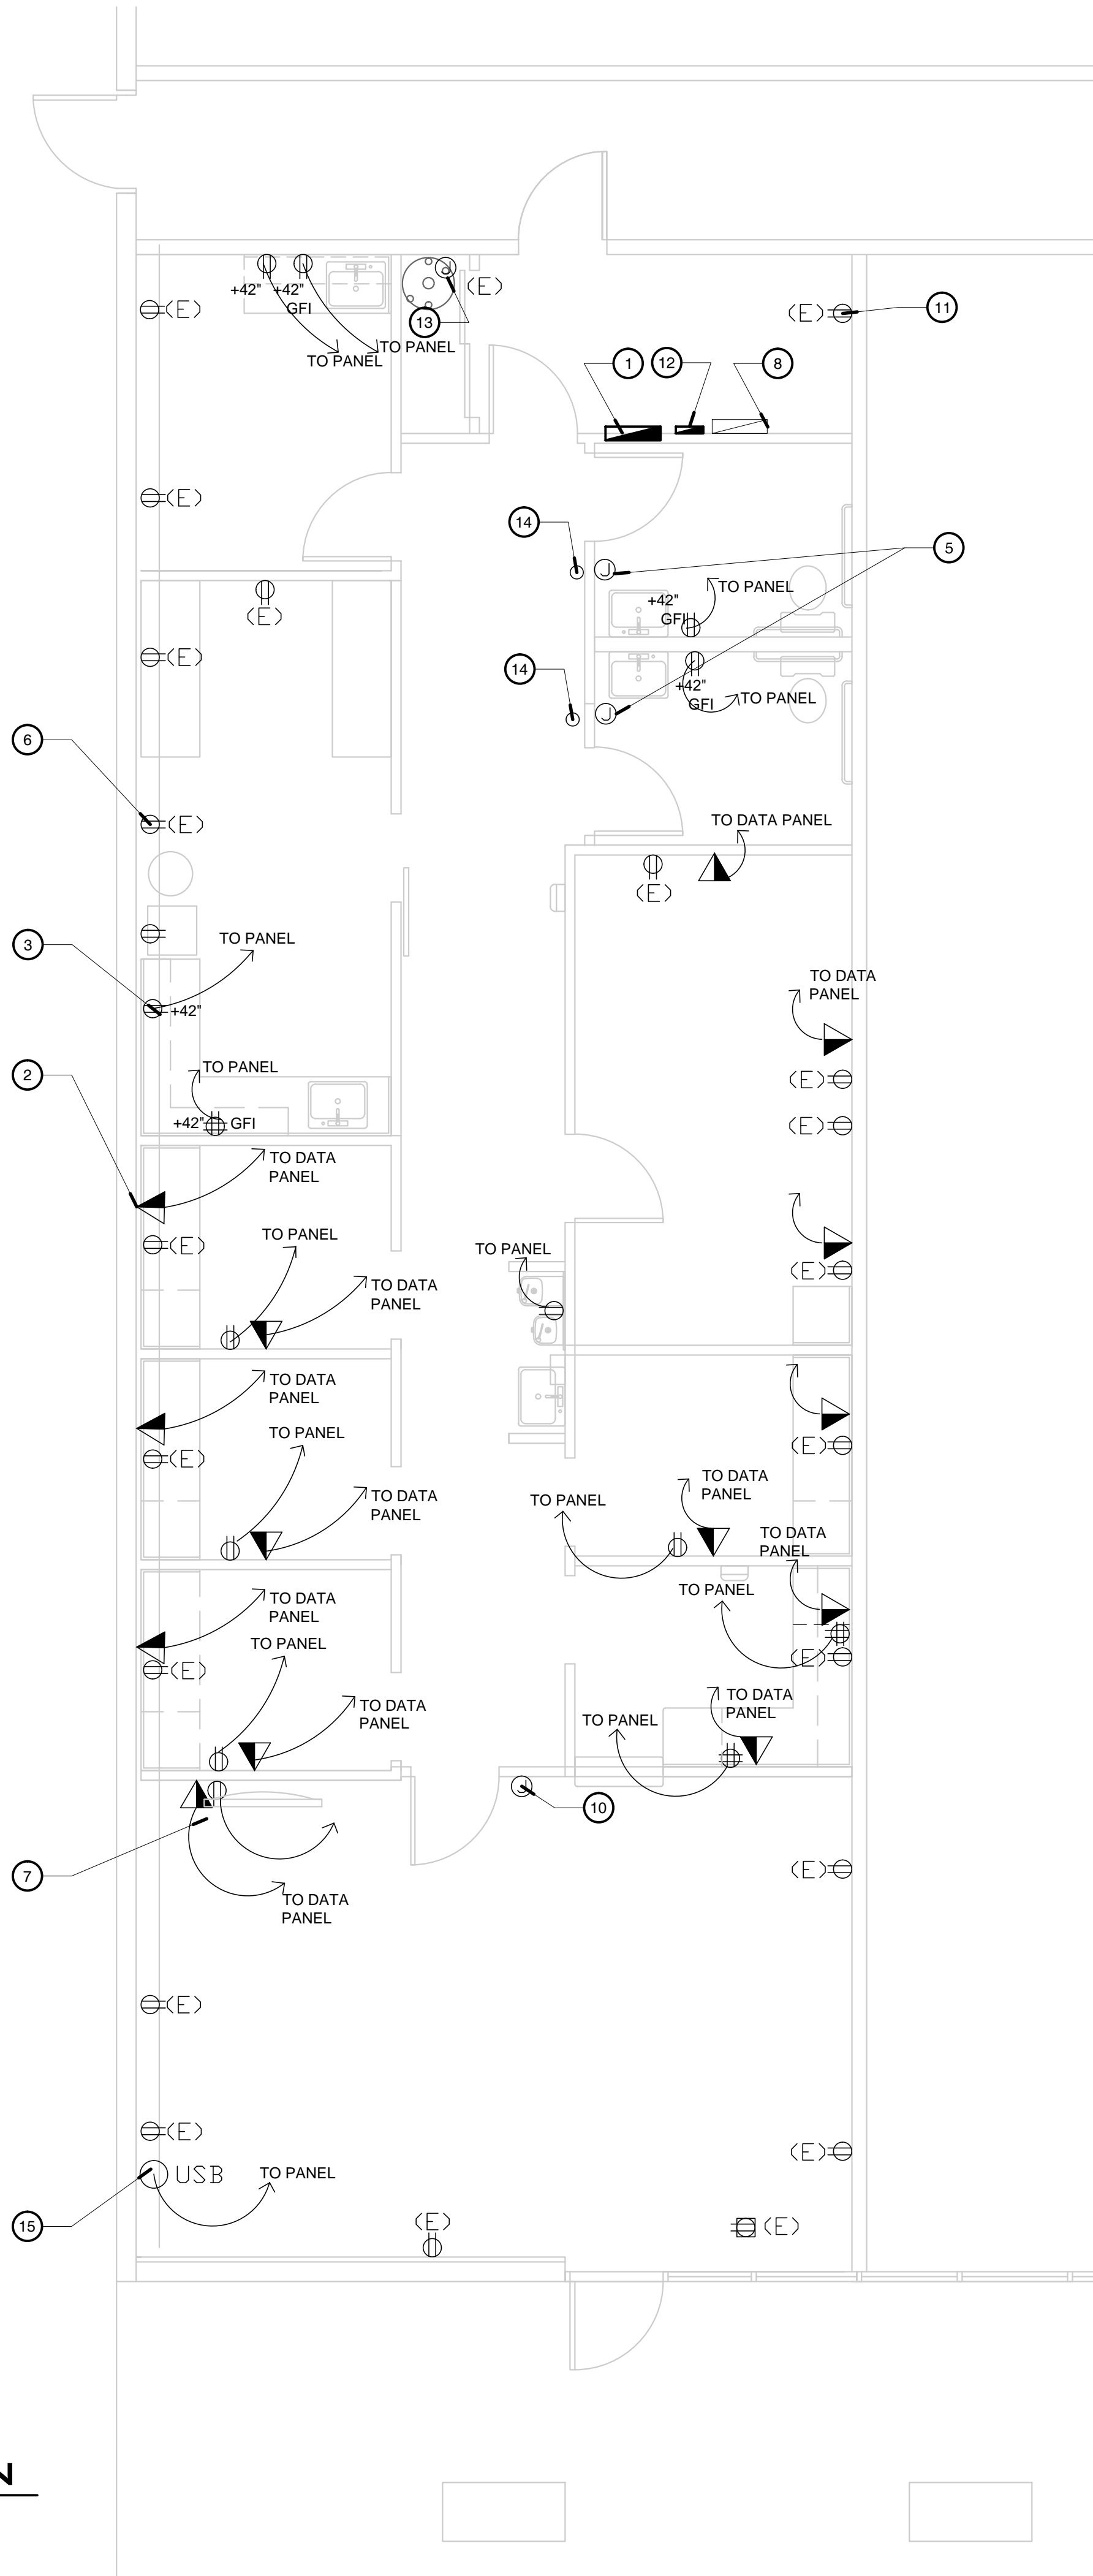 (E)
+42" +42"
GFI
(E)
13
(E)
11
TO PANEL
TO PANEL
1
12
8
(E)
14
5
J
TO PANEL
+42"
GFI
(E)
(E)
14
+42"
GFI
TO PANEL
J
6
(E)
TO DATA PANEL
(E)
3
TO PANEL
+42"
TO DATA
PANEL
2
TO PANEL
(E)
+42"
GFI
(E)
TO DATA
PANEL
(E)
TO PANEL
TO PANEL
(E)
TO DATA
PANEL
TO DATA
PANEL
TO PANEL
(E)
(E)
TO DATA
PANEL
TO DATA
PANEL
TO PANEL
TO DATA
PANEL
TO DATA
PANEL
TO PANEL
TO PANEL
(E)
(E)
TO DATA
PANEL
TO DATA
PANEL
TO PANEL
J
10
7
(E)
TO DATA
PANEL
(E)
(E)
(E)
USB
TO PANEL
15
(E)
(E)
N